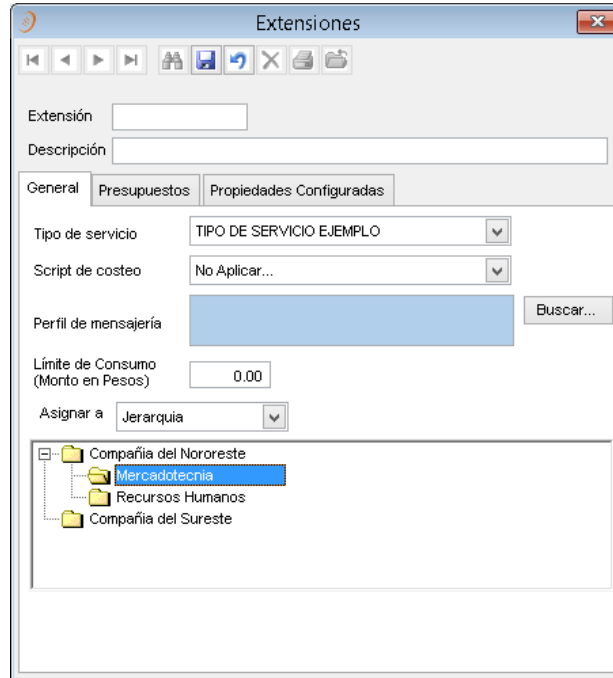 Extensiones
Extensión
Descripción
General Presupuestos Propiedades Configuradas
Tipo de servicio TIPO DE SERVICIO EJEMPLO
Script de costeo No Aplicar...
Perfil de mensajería Buscar...
Límite de Consumo
(Monto en Pesos) 0.00
Asignar a Jerarquia
Compañia del Nororeste
Mercadotecnia
Recursos Humanos
Compañia del Sureste